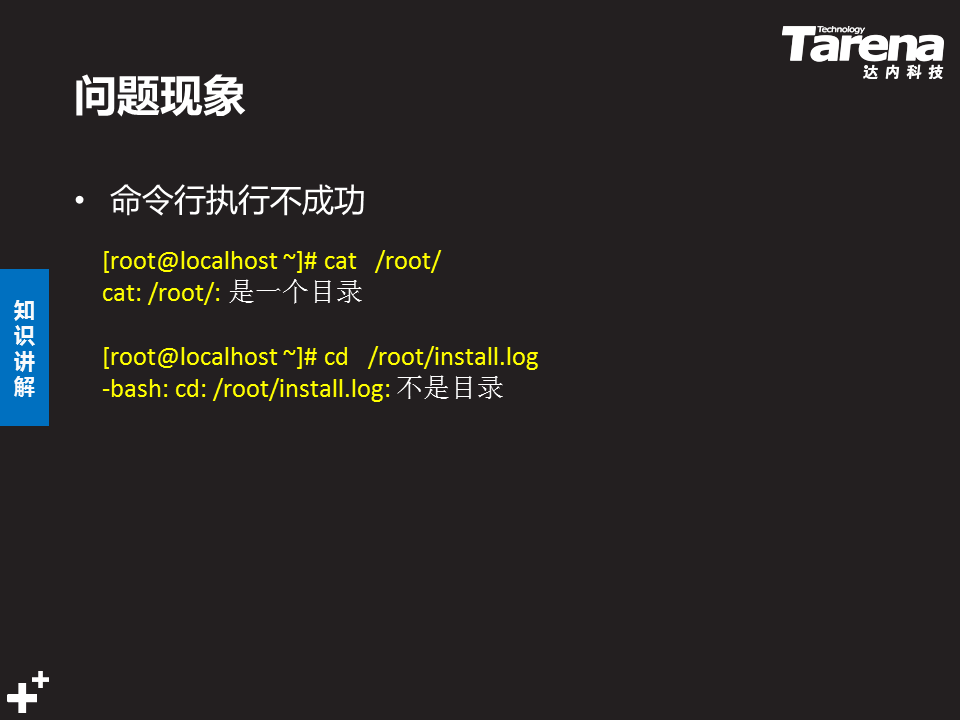 Technology
Tarena
达内科技
问题现象
• 命令行执行不成功
[root@localhost ~]# cat /root/
cat: /root/: 是一个目录
[root@localhost ~]# cd /root/install.log
-bash: cd: /root/install.log: 不是目录
知识讲解